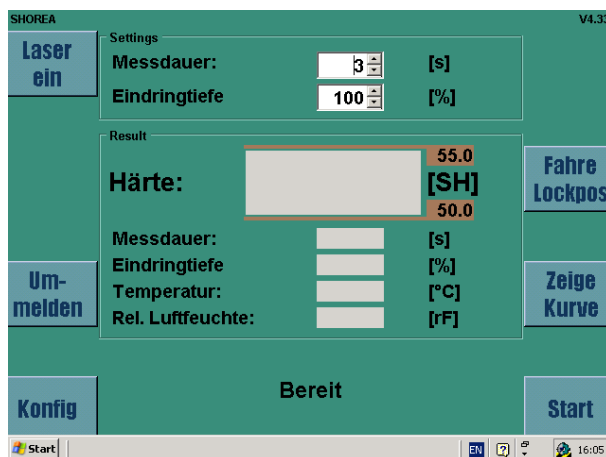 SHOREA
V4.33
Laser
ein
Settings
Messdauer:
3
[s]
Eindringtiefe
100
[%]
Result
55.0
Härte:
[SH]
50.0
Fahre
Lockpos
Messdauer:
[s]
Eindringtiefe
[%]
Temperatur:
[°C]
Rel. Luftfeuchte:
[rF]
Um-
melden
Zeige
Kurve
Konfig
Bereit
Start
Start
EN
?
16:05